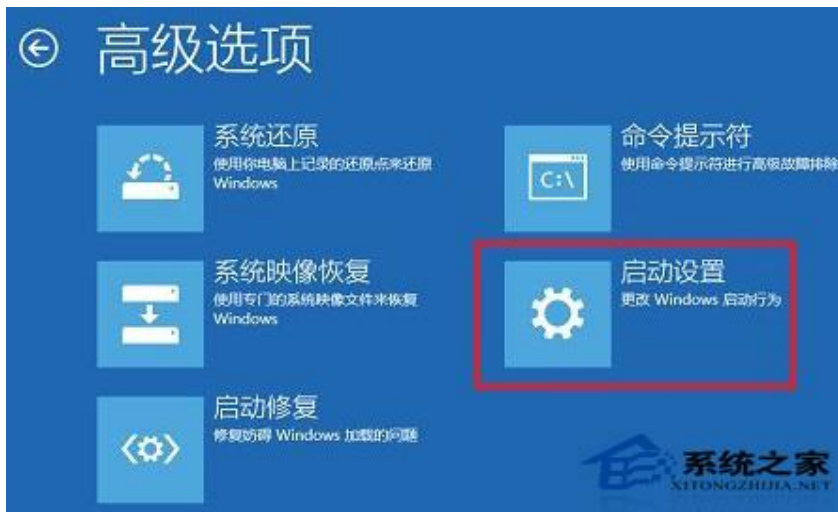 高级选项
系统还原
使用你电脑上记录的还原点来还原
Windows
命令提示符
使用命令提示符进行高级故障排除
C:\
系统映像恢复
使用专门的系统映像文件来恢复
Windows
启动设置
更改 Windows 启动行为
启动修复
修复妨碍 Windows 加载的问题
系统之家
XITONGZHIJIA.NET